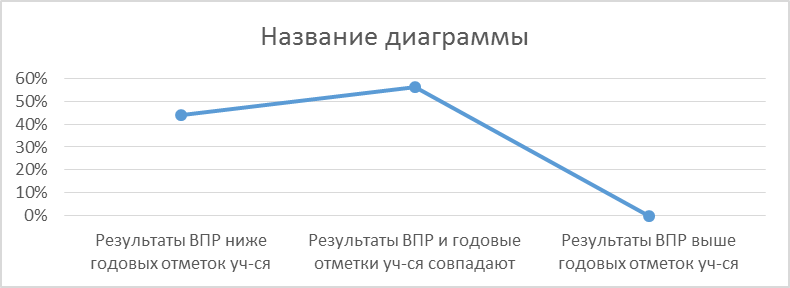 Название диаграммы
60%
50%
40%
30%
20%
10%
0%
Результаты ВПР ниже
годовых отметок уч-ся
Результаты ВПР и годовые
отметки уч-ся совпадают
Результаты ВПР выше
годовых отметок уч-ся